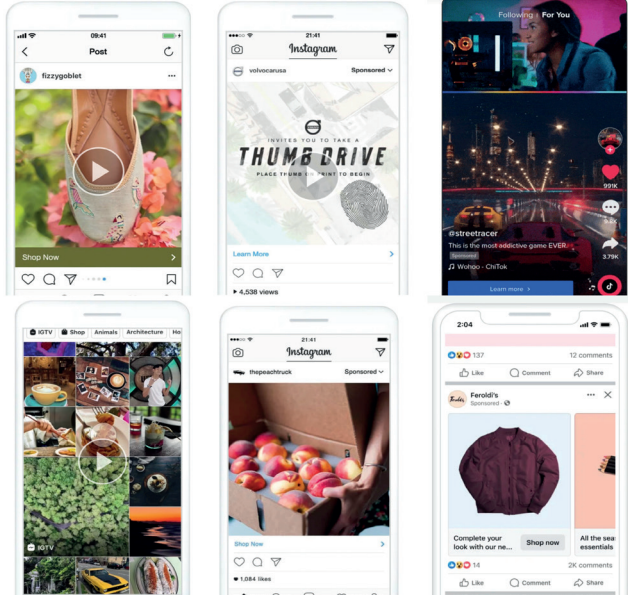 09:41
Post
fizzygoblet
Shop Now
21:41
Instagram
volvocarusa
Sponsored
INVITES YOU TO TAKE A
THUMB DRIVE
PLACE THUMB ON PRINT TO BEGIN
Learn More
4,538 views
Following For You
991K
3.79K
@streetracer
This is the most addictive game EVER.
Sponsored
Wohoo - ChiTok
Learn more
IGTV Shop Animals Architecture
IGTV
21:41
Instagram
thepeachtruck
Sponsored
Shop Now
1,084 likes
2:04
137 12 comments
Like Comment Share
Feroldi's
Sponsored
Complete your
look with our ne...
Shop now
All the sea
essentials
14 2K comments
Like Comment Share